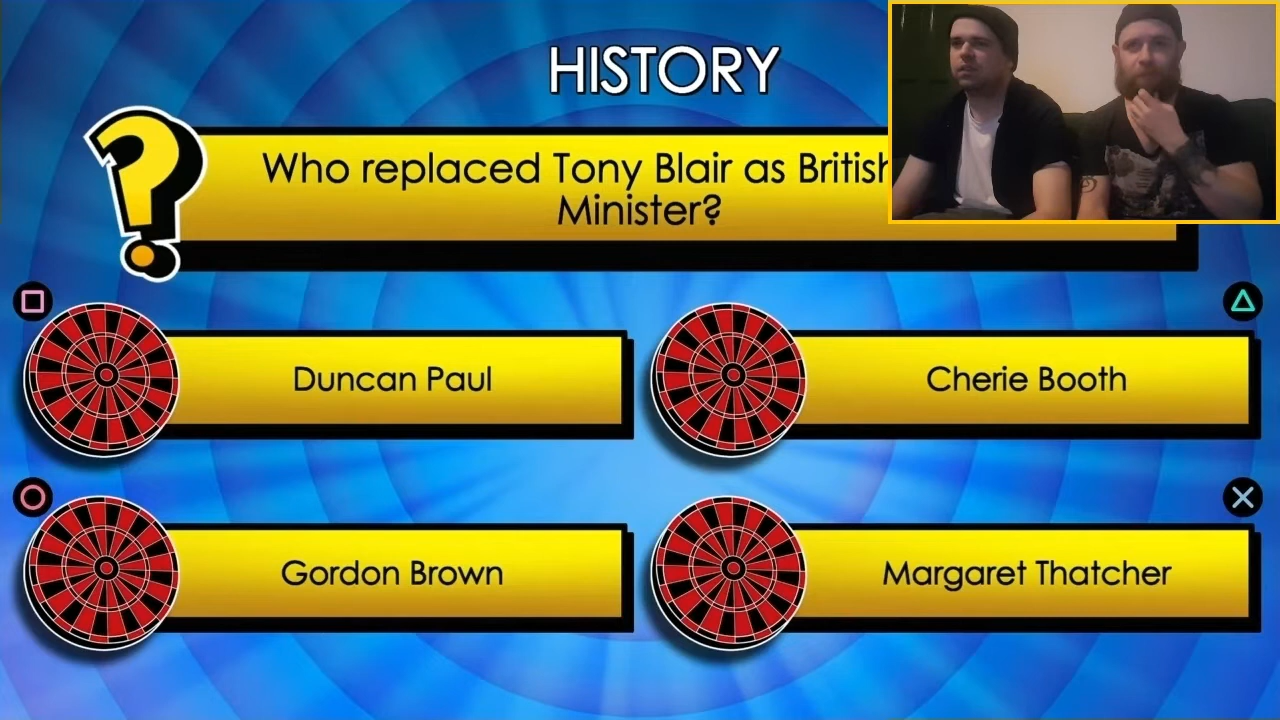 HISTORY
Who replaced Tony Blair as British
Minister?
Duncan Paul
Cherie Booth
Gordon Brown
Margaret Thatcher